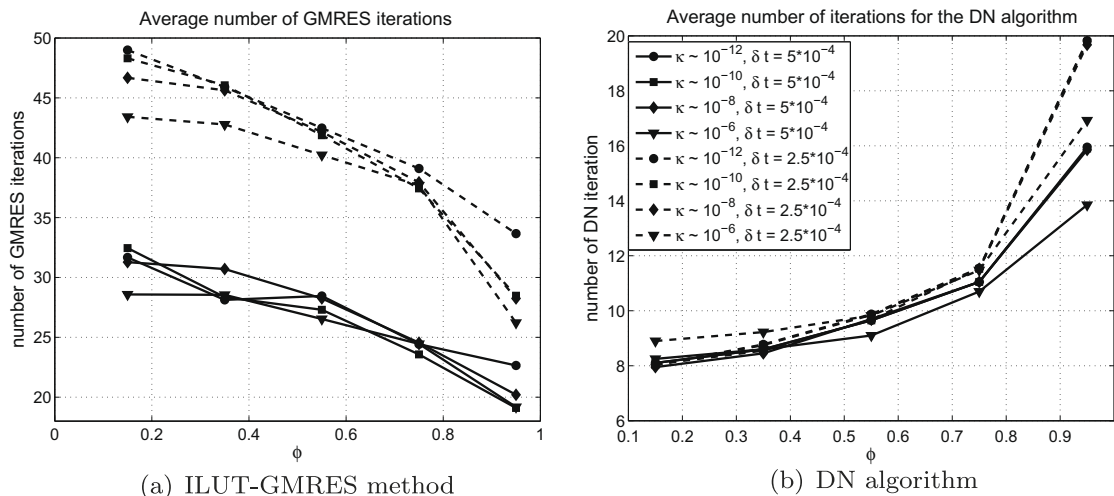 Average number of GMRES iterations
number of GMRES iterations
50
45
40
35
30
25
20
0
0.2
0.4
0.6
0.8
1
ϕ
(a) ILUT-GMRES method
Average number of iterations for the DN algorithm
number of DN iteration
20
18
16
14
12
10
8
6
κ ~ 10⁻¹², δ t = 5*10⁻⁴
κ ~ 10⁻¹⁰, δ t = 5*10⁻⁴
κ ~ 10⁻⁸, δ t = 5*10⁻⁴
κ ~ 10⁻⁶, δ t = 5*10⁻⁴
κ ~ 10⁻¹², δ t = 2.5*10⁻⁴
κ ~ 10⁻¹⁰, δ t = 2.5*10⁻⁴
κ ~ 10⁻⁸, δ t = 2.5*10⁻⁴
κ ~ 10⁻⁶, δ t = 2.5*10⁻⁴
0.1
0.2
0.3
0.4
0.5
0.6
0.7
0.8
0.9
ϕ
(b) DN algorithm